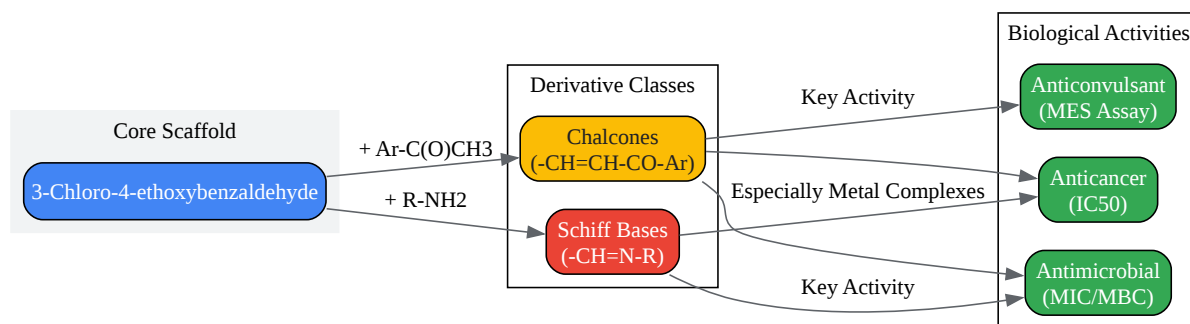 Core Scaffold
3-Chloro-4-ethoxybenzaldehyde
+ Ar-C(O)CH3
+ R-NH2
Derivative Classes
Chalcones
(-CH=CH-CO-Ar)
Schiff Bases
(-CH=N-R)
Key Activity
Especially Metal Complexes
Key Activity
Biological Activities
Anticonvulsant
(MES Assay)
Anticancer
(IC50)
Antimicrobial
(MIC/MBC)